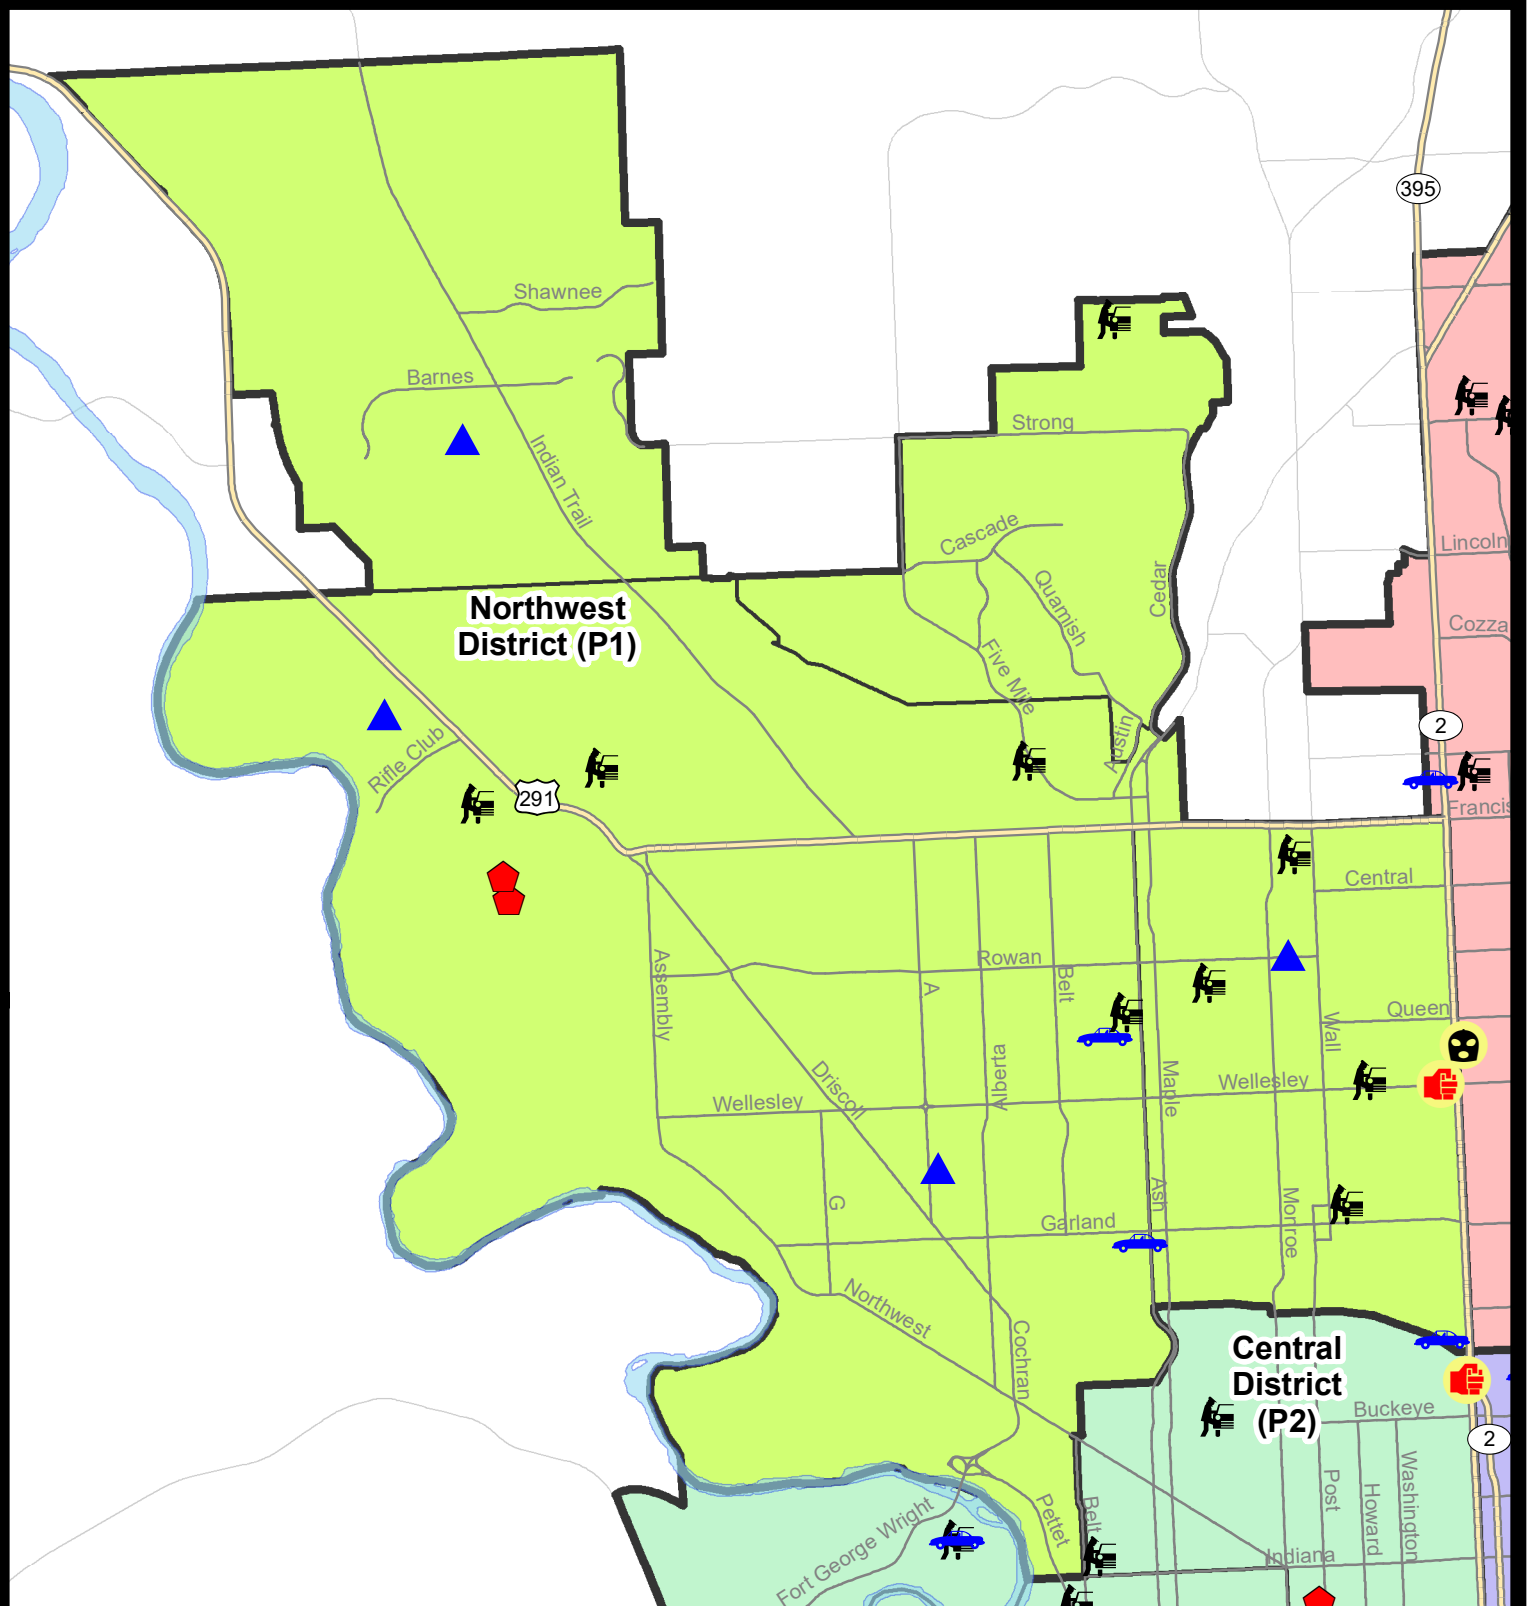 395
Shawnee
Barnes
Strong
Indian Trail
Cascade
Lincoln
Quamish
Cedar
Northwest
District (P1)
Cozza
Five Mile
Austin
2
Rifle Club
291
Francis
Central
Assembly
Rowan
A
Belt
Queen
Wall
Driscoll
Alberta
Maple
Wellesley
Wellesley
G
Ash
Monroe
Garland
Northwest
Cochran
Central
District
(P2)
Buckeye
2
Washington
Post
Howard
Fort George Wright
Pettet
Belt
Indiana